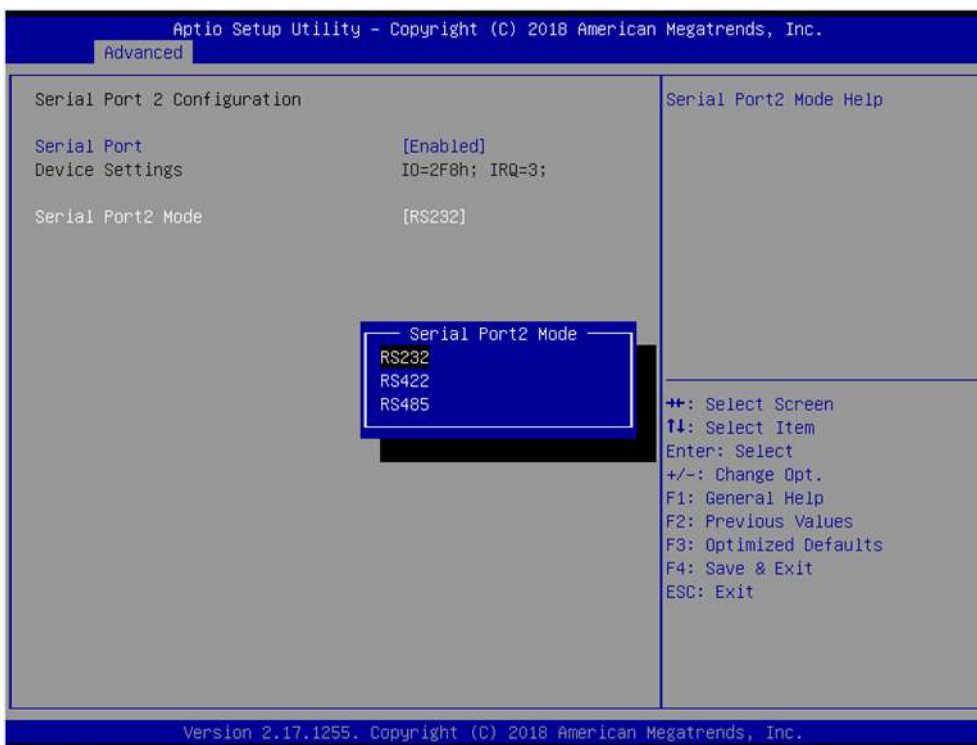 Aptio Setup Utility – Copyright (C) 2018 American Megatrends, Inc.
Advanced
Serial Port 2 Configuration
Serial Port [Enabled]
Device Settings IO=2F8h; IRQ=3;
Serial Port2 Mode [RS232]
Serial Port2 Mode
RS232
RS422
RS485
Serial Port2 Mode Help
→←: Select Screen
↑↓: Select Item
Enter: Select
+/-: Change Opt.
F1: General Help
F2: Previous Values
F3: Optimized Defaults
F4: Save & Exit
ESC: Exit
Version 2.17.1255. Copyright (C) 2018 American Megatrends, Inc.